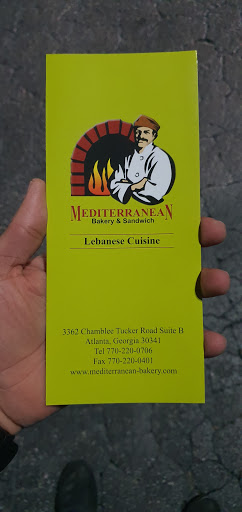 MEDITERRANEAN
Bakery & Sandwich
Lebanese Cuisine
3362 Chamblee Tucker Road Suite B
Atlanta, Georgia 30341
Tel 770-220-0706
Fax 770-220-0401
www.mediterranean-bakery.com